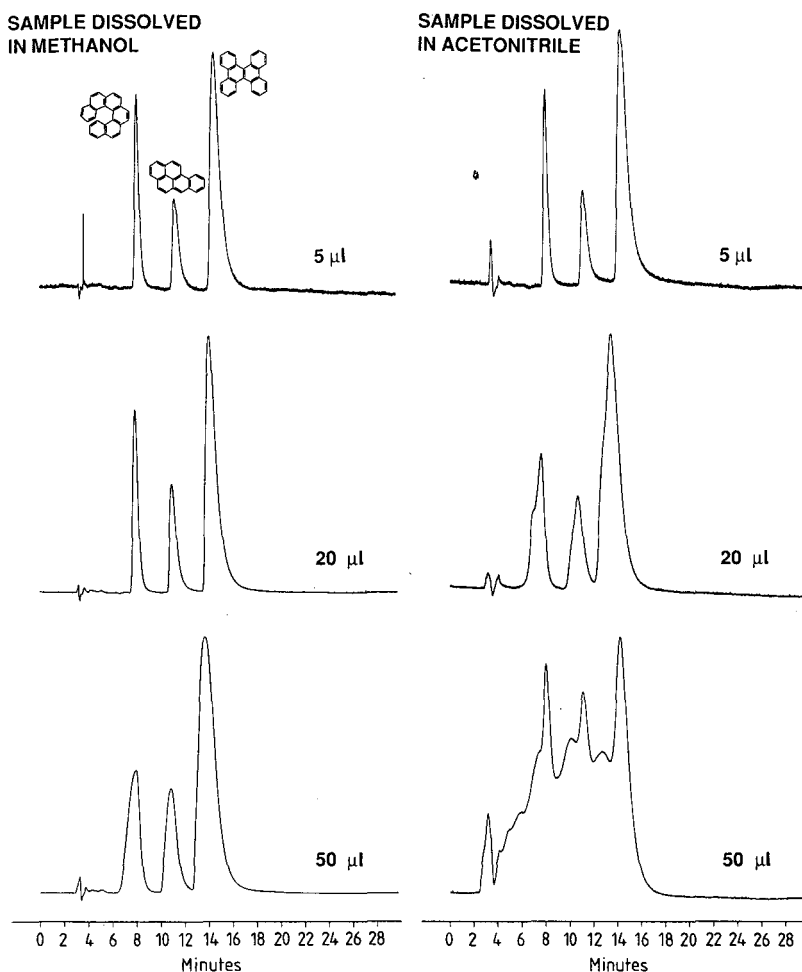 SAMPLE DISSOLVED
IN METHANOL
5 µl
20 µl
50 µl
0 2 4 6 8 10 12 14 16 18 20 22 24 26 28
Minutes
SAMPLE DISSOLVED
IN ACETONITRILE
5 µl
20 µl
50 µl
0 2 4 6 8 10 12 14 16 18 20 22 24 26 28
Minutes